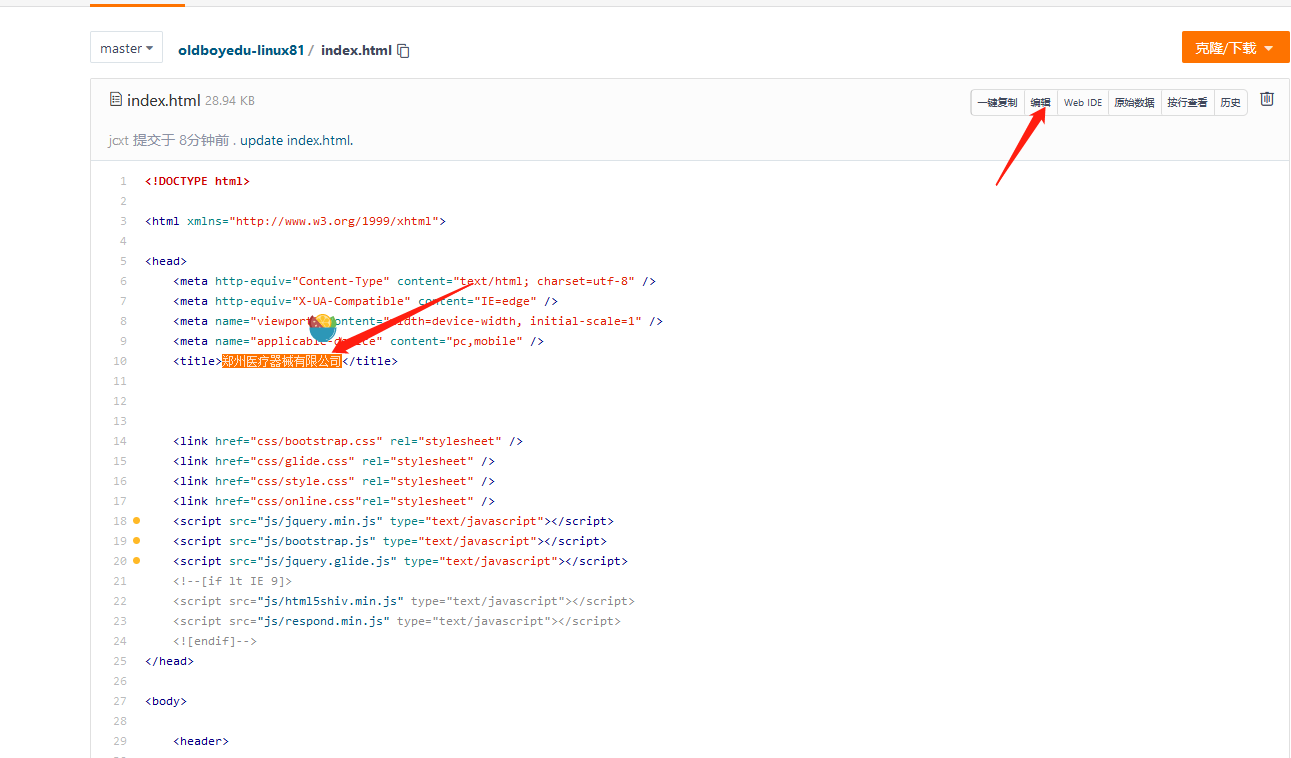 master oldboyedu-linux81 / index.html 克隆/下载
index.html 28.94 KB 一键复制 编辑 Web IDE 原始数据 按行查看 历史
jcxt 提交于 8分钟前 . update index.html.
1 <!DOCTYPE html>
2
3 <html xmlns="http://www.w3.org/1999/xhtml">
4
5 <head>
6 <meta http-equiv="Content-Type" content="text/html; charset=utf-8" />
7 <meta http-equiv="X-UA-Compatible" content="IE=edge" />
8 <meta name="viewport" content="width=device-width, initial-scale=1" />
9 <meta name="applicable-device" content="pc,mobile" />
10 <title>郑州医疗器械有限公司</title>
11
12
13
14 <link href="css/bootstrap.css" rel="stylesheet" />
15 <link href="css/glide.css" rel="stylesheet" />
16 <link href="css/style.css" rel="stylesheet" />
17 <link href="css/online.css"rel="stylesheet" />
18 <script src="js/jquery.min.js" type="text/javascript"></script>
19 <script src="js/bootstrap.js" type="text/javascript"></script>
20 <script src="js/jquery.glide.js" type="text/javascript"></script>
21 <!--[if lt IE 9]>
22 <script src="js/html5shiv.min.js" type="text/javascript"></script>
23 <script src="js/respond.min.js" type="text/javascript"></script>
24 <![endif]-->
25 </head>
26
27 <body>
28
29 <header>